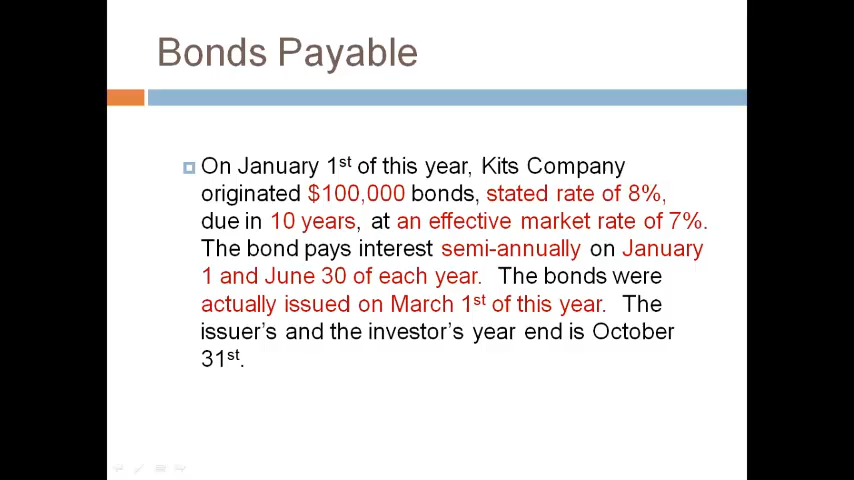 Bonds Payable
On January 1st of this year, Kits Company
originated $100,000 bonds, stated rate of 8%,
due in 10 years, at an effective market rate of 7%.
The bond pays interest semi-annually on January
1 and June 30 of each year. The bonds were
actually issued on March 1st of this year. The
issuer's and the investor's year end is October
31st.